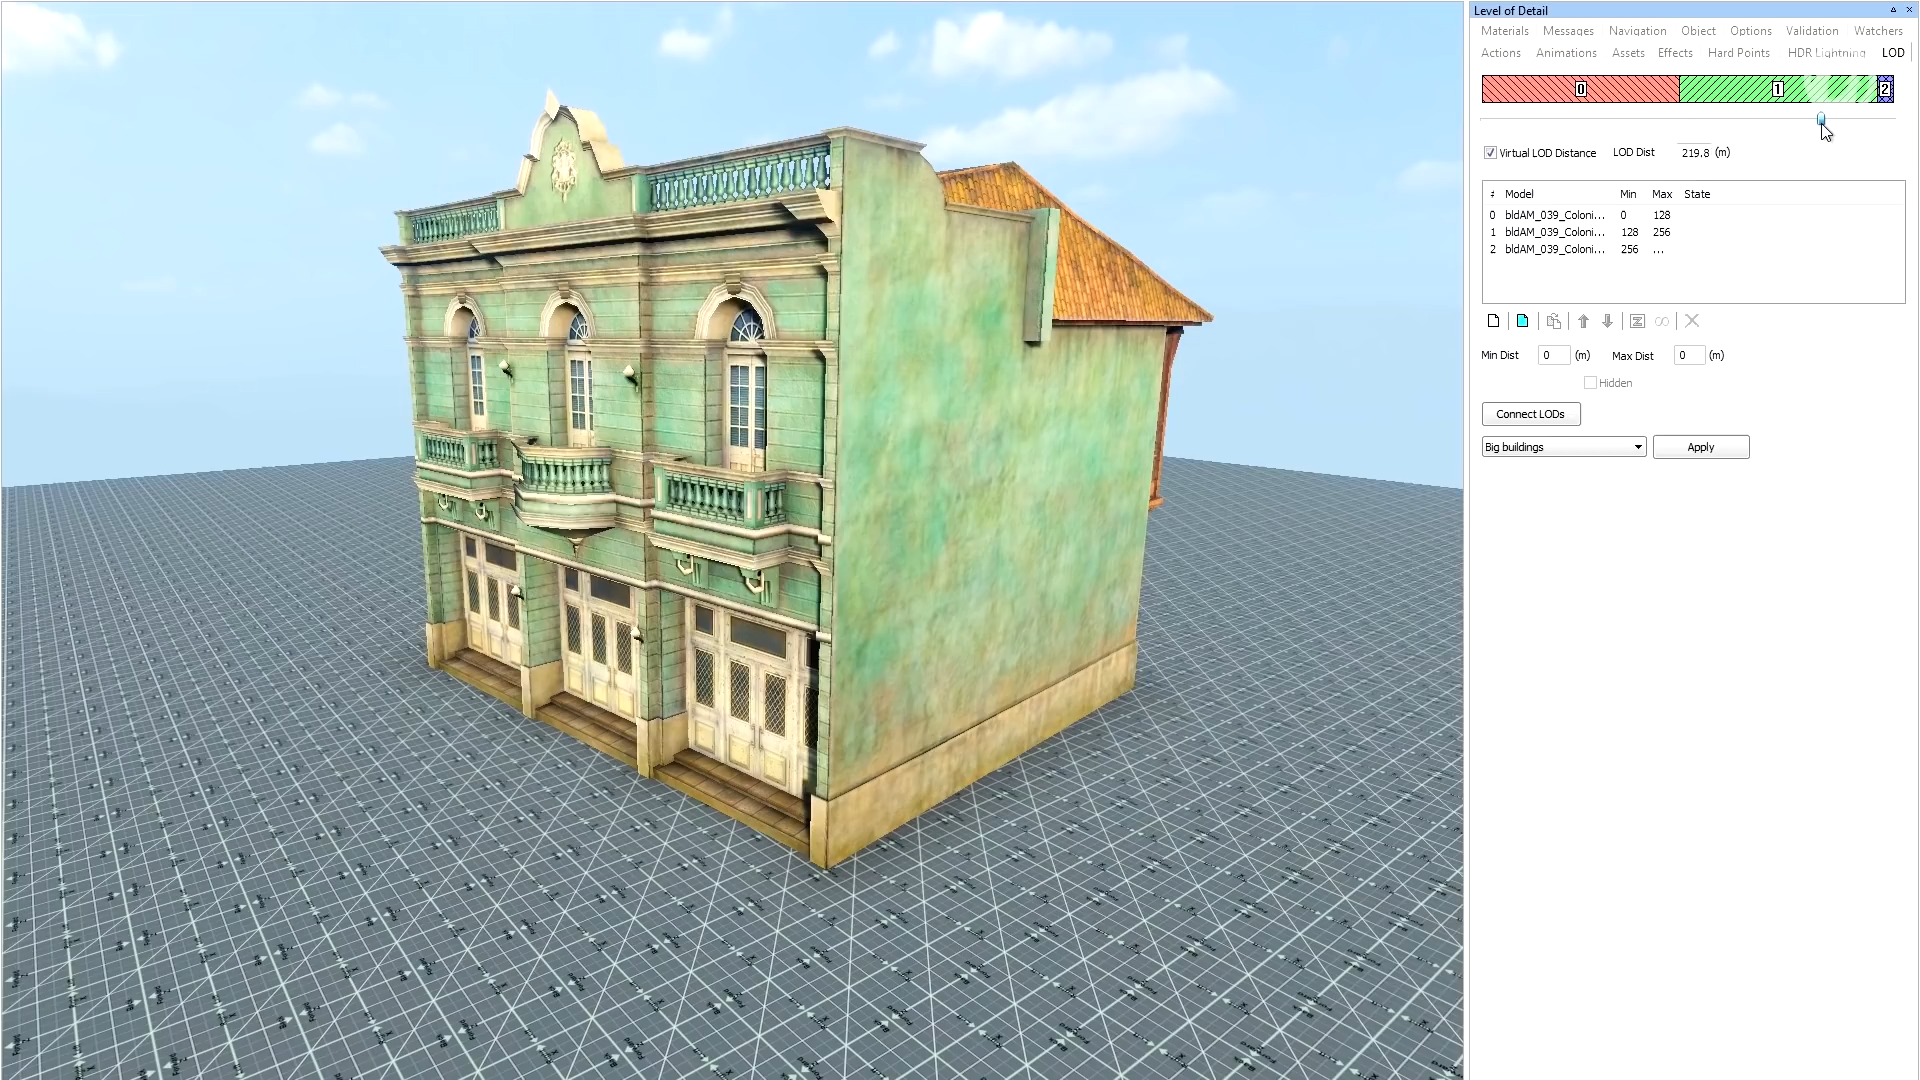 Level of Detail
Materials Messages Navigation Object Options Validation Watchers
Actions Animations Assets Effects Hard Points HDR Lightning LOD
0 1 2
Virtual LOD Distance LOD Dist 219.8 (m)
# Model Min Max State
0 bldAM_039_Coloni... 0 128
1 bldAM_039_Coloni... 128 256
2 bldAM_039_Coloni... 256 ...
Min Dist 0 (m) Max Dist 0 (m)
Hidden
Connect LODs
Big buildings Apply